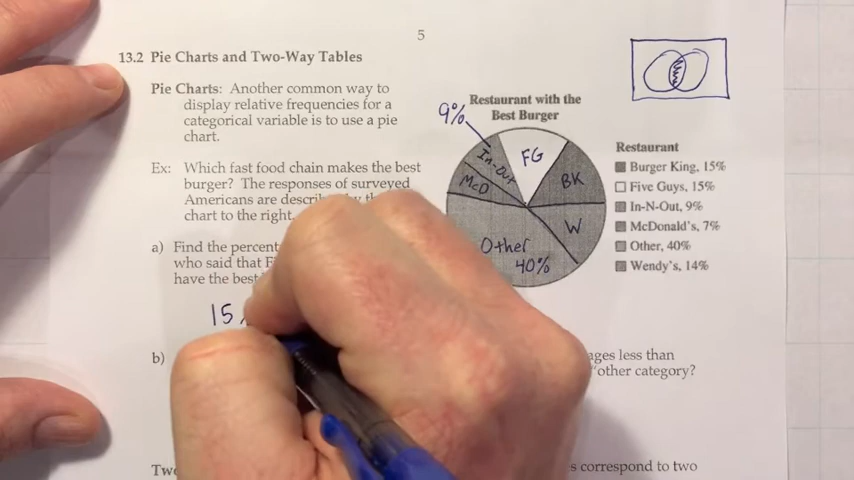 5
13.2 Pie Charts and Two-Way Tables
Pie Charts: Another common way to
display relative frequencies for a
categorical variable is to use a pie
chart.
Ex: Which fast food chain makes the best
burger? The responses of surveyed
Americans are
chart to the right.
a) Find the
who said that
have the best
15
b)
ages less than
"other category?
s correspond to two
9%
Restaurant with the
Best Burger
In-Out
FG
BK
McD
W
Other
40%
Restaurant
Burger King, 15%
Five Guys, 15%
In-N-Out, 9%
McDonald's, 7%
Other, 40%
Wendy's, 14%